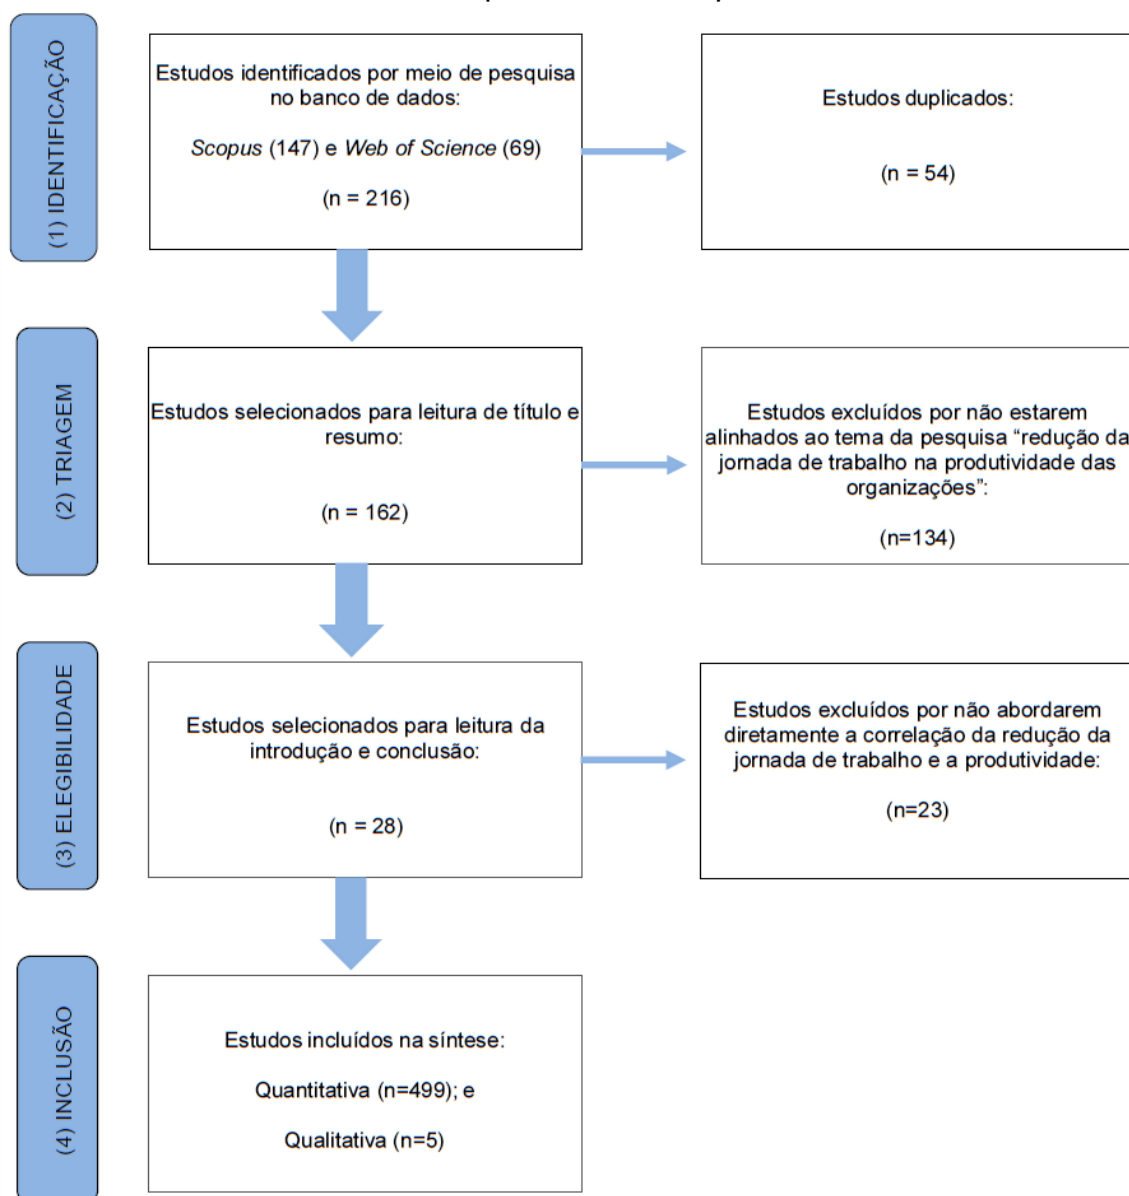 (1) IDENTIFICAÇÃO
Estudos identificados por meio de pesquisa
no banco de dados:
Scopus (147) e Web of Science (69)
(n = 216)
Estudos duplicados:
(n = 54)
(2) TRIAGEM
Estudos selecionados para leitura de título e
resumo:
(n = 162)
Estudos excluídos por não estarem
alinhados ao tema da pesquisa “redução da
jornada de trabalho na produtividade das
organizações”:
(n=134)
(3) ELEGIBILIDADE
Estudos selecionados para leitura da
introdução e conclusão:
(n = 28)
Estudos excluídos por não abordarem
diretamente a correlação da redução da
jornada de trabalho e a produtividade:
(n=23)
(4) INCLUSÃO
Estudos incluídos na síntese:
Quantitativa (n=499); e
Qualitativa (n=5)